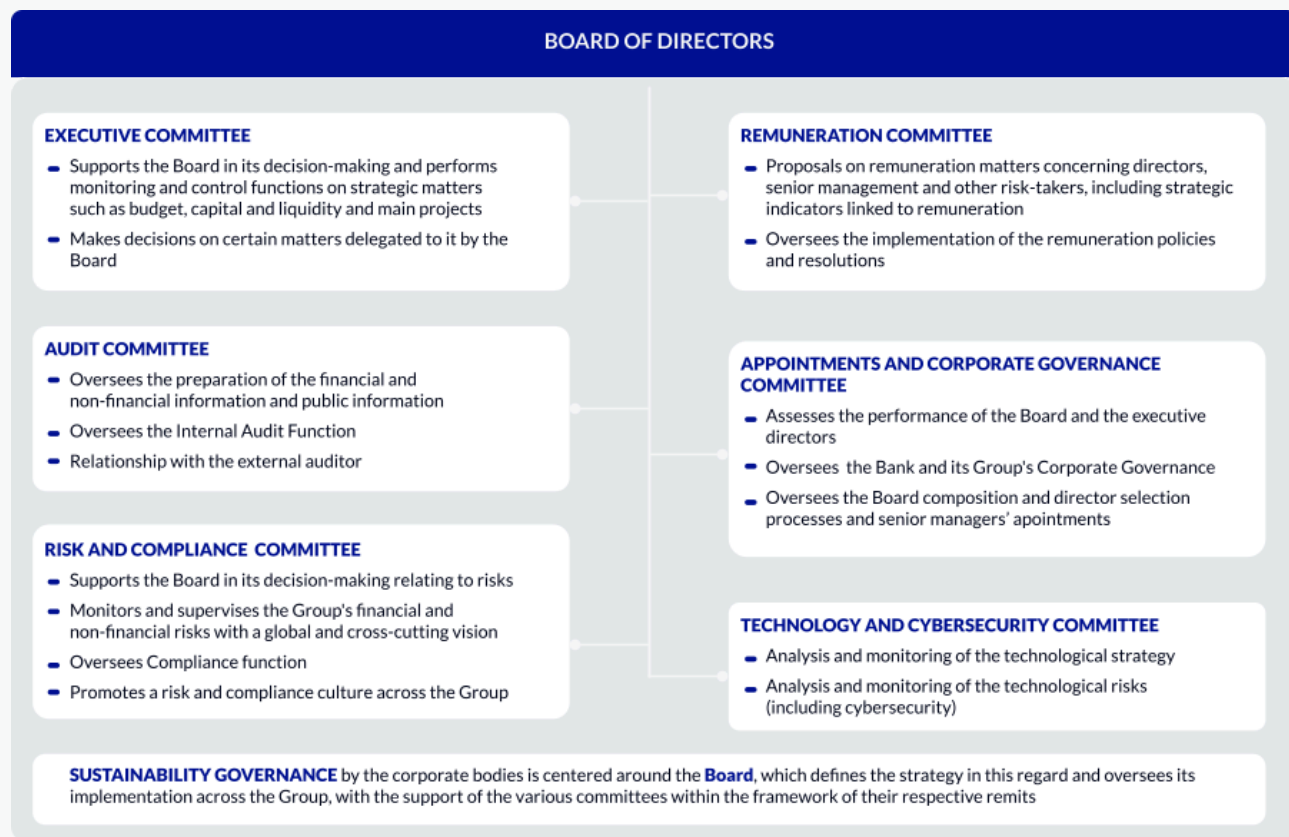 BOARD OF DIRECTORS
EXECUTIVE COMMITTEE
Supports the Board in its decision-making and performs
monitoring and control functions on strategic matters
such as budget, capital and liquidity and main projects
Makes decisions on certain matters delegated to it by the
Board
AUDIT COMMITTEE
Oversees the preparation of the financial and
non-financial information and public information
Oversees the Internal Audit Function
Relationship with the external auditor
RISK AND COMPLIANCE COMMITTEE
Supports the Board in its decision-making relating to risks
Monitors and supervises the Group's financial and
non-financial risks with a global and cross-cutting vision
Oversees Compliance function
Promotes a risk and compliance culture across the Group
REMUNERATION COMMITTEE
Proposals on remuneration matters concerning directors,
senior management and other risk-takers, including strategic
indicators linked to remuneration
Oversees the implementation of the remuneration policies
and resolutions
APPOINTMENTS AND CORPORATE GOVERNANCE
COMMITTEE
Assesses the performance of the Board and the executive
directors
Oversees the Bank and its Group's Corporate Governance
Oversees the Board composition and director selection
processes and senior managers’ apointments
TECHNOLOGY AND CYBERSECURITY COMMITTEE
Analysis and monitoring of the technological strategy
Analysis and monitoring of the technological risks
(including cybersecurity)
SUSTAINABILITY GOVERNANCE by the corporate bodies is centered around the Board, which defines the strategy in this regard and oversees its
implementation across the Group, with the support of the various committees within the framework of their respective remits